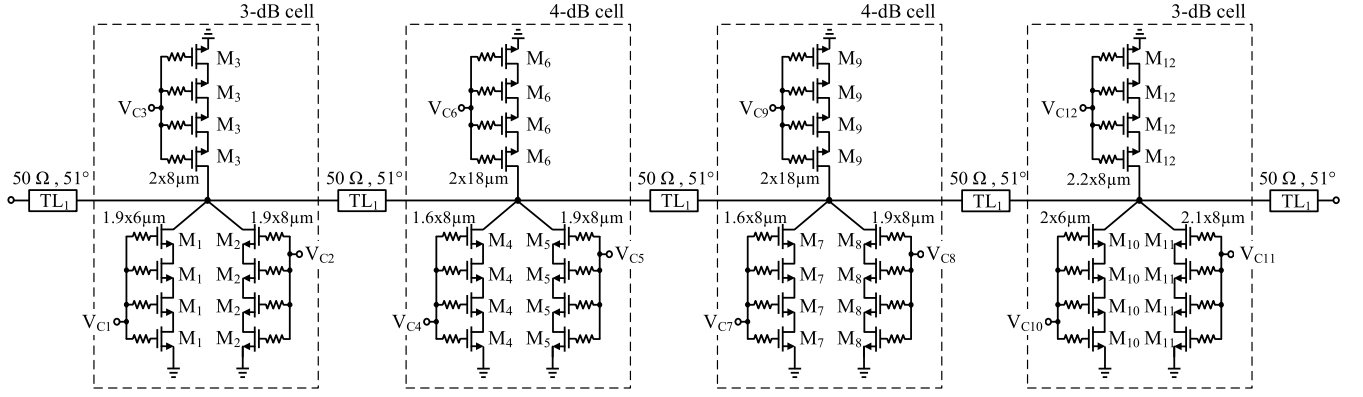 3-dB cell
4-dB cell
4-dB cell
3-dB cell
M3
M6
M9
M12
M3
M6
M9
M12
VC3
VC6
VC9
VC12
M3
M6
M9
M12
M3
M6
M9
M12
50 Ω , 51°
2x8μm
50 Ω , 51°
2x18μm
50 Ω , 51°
2x18μm
50 Ω , 51°
2.2x8μm
50 Ω , 51°
TL1
TL1
TL1
TL1
TL1
1.9x6μm
1.9x8μm
1.6x8μm
1.9x8μm
1.6x8μm
1.9x8μm
2x6μm
2.1x8μm
M1
M2
M4
M5
M7
M8
M10
M11
VC2
VC5
VC8
VC11
M1
M2
M4
M5
M7
M8
M10
M11
M1
M2
M4
M5
M7
M8
M10
M11
VC1
VC4
VC7
VC10
M1
M2
M4
M5
M7
M8
M10
M11